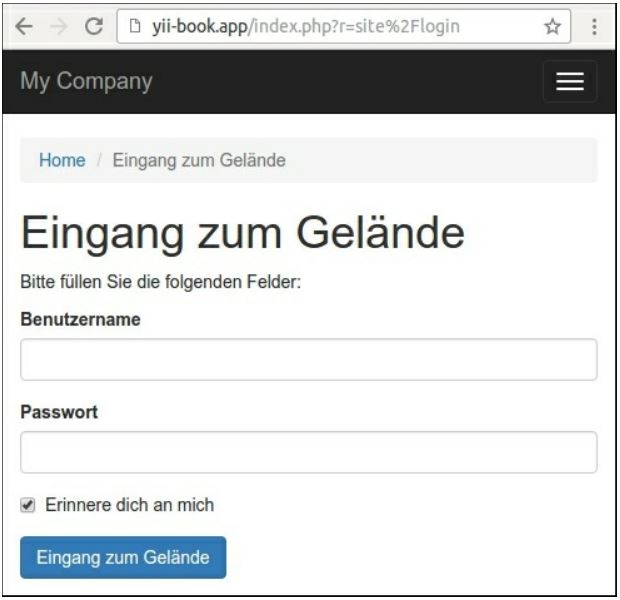 yii-book.app/index.php?r=site%2Flogin
My Company
Home / Eingang zum Gelände
Eingang zum Gelände
Bitte füllen Sie die folgenden Felder:
Benutzername
Passwort
Erinnere dich an mich
Eingang zum Gelände